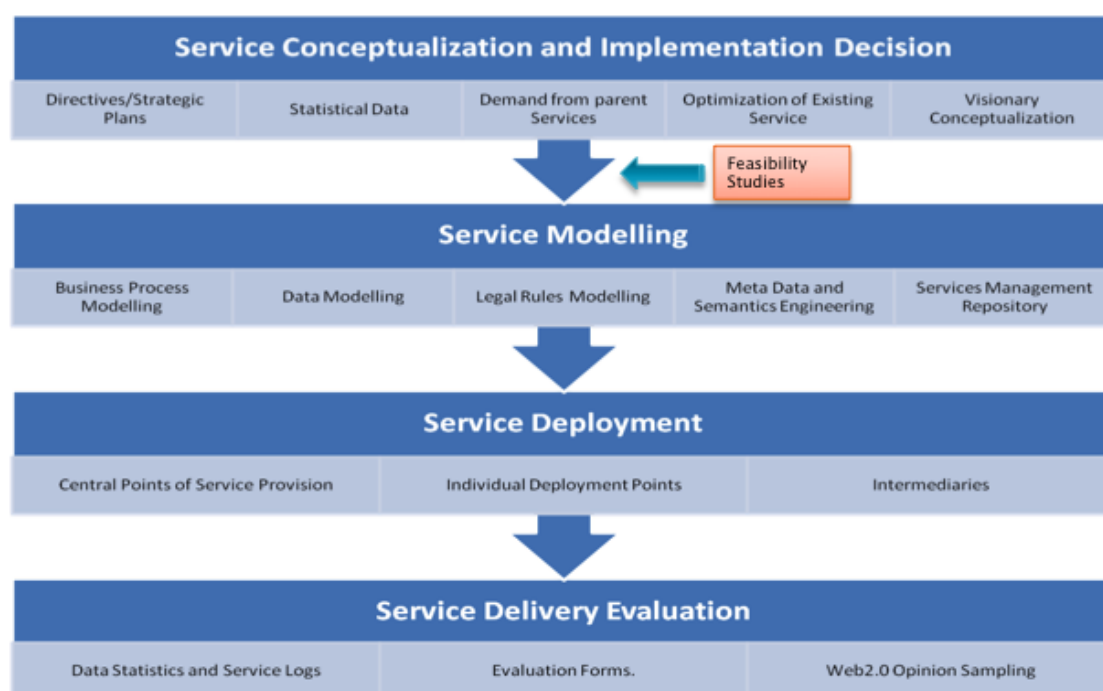 Service Conceptualization and Implementation Decision
Directives/Strategic
Plans
Statistical Data
Demand from parent
Services
Optimization of Existing
Service
Visionary
Conceptualization
Feasibility
Studies
Service Modelling
Business Process
Modelling
Data Modelling
Legal Rules Modelling
Meta Data and
Semantics Engineering
Services Management
Repository
Service Deployment
Central Points of Service Provision
Individual Deployment Points
Intermediaries
Service Delivery Evaluation
Data Statistics and Service Logs
Evaluation Forms.
Web2.0 Opinion Sampling